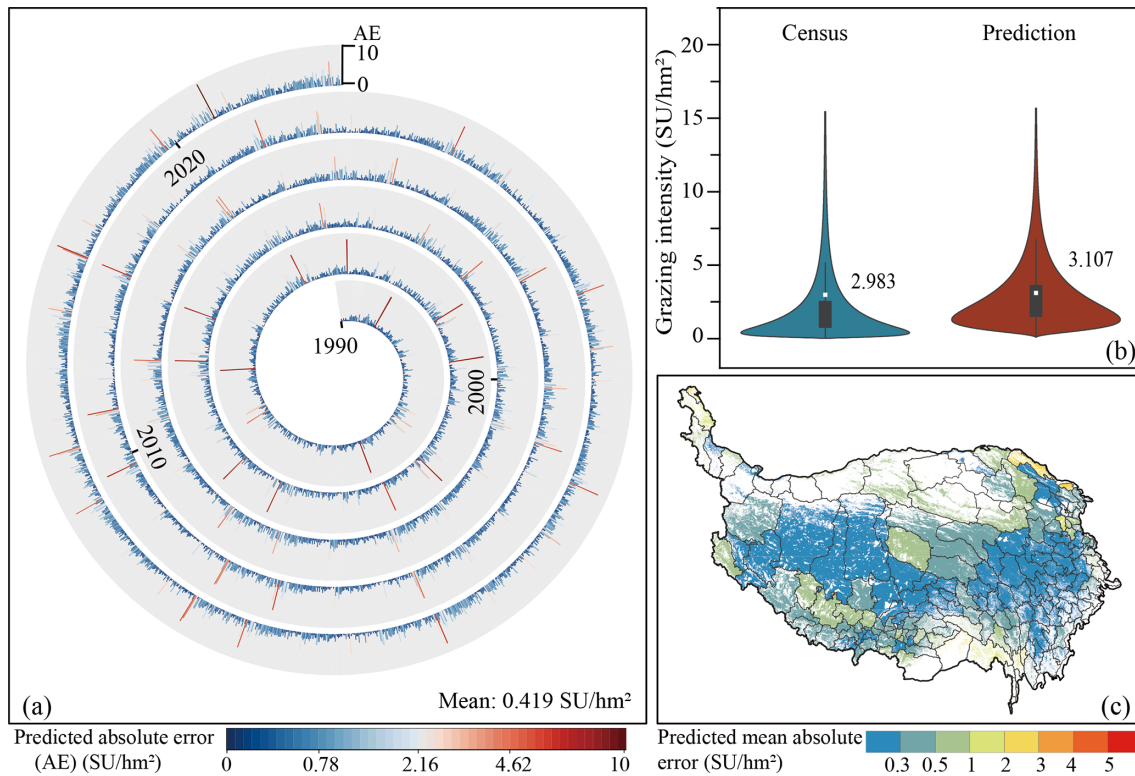 AE
10
0
2020
1990
2000
2010
Mean: 0.419 SU/hm²
(a)
Predicted absolute error
(AE) (SU/hm²)
0 0.78 2.16 4.62 10
Grazing intensity (SU/hm²)
20
15
10
5
0
Census Prediction
2.983
3.107
(b)
(c)
Predicted mean absolute
error (SU/hm²)
0.3 0.5 1 2 3 4 5